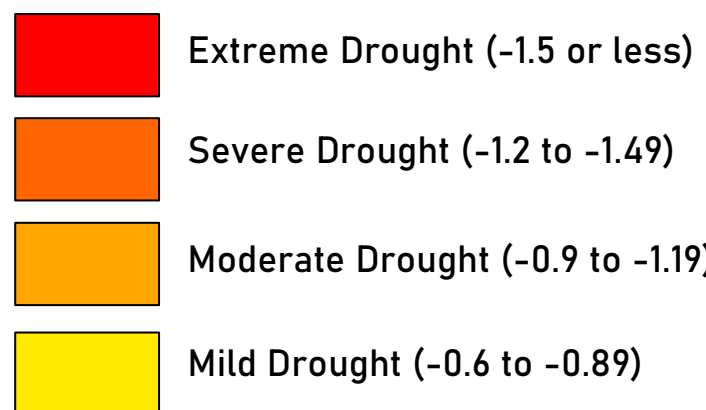 Extreme Drought (-1.5 or less)
Severe Drought (-1.2 to -1.49)
Moderate Drought (-0.9 to -1.19)
Mild Drought (-0.6 to -0.89)